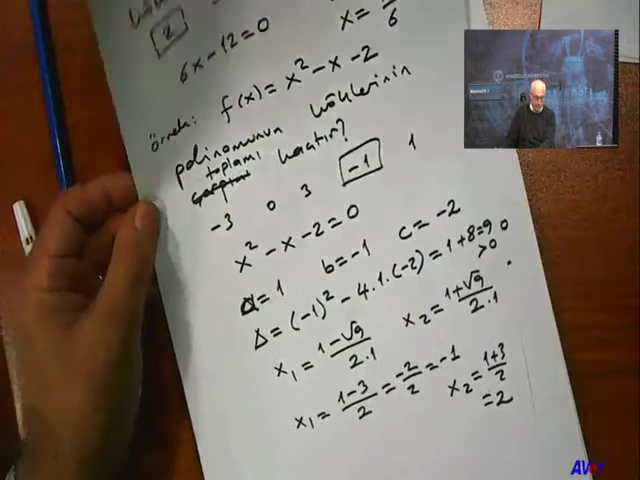 2
6x-12=0
x= /6
örnek: f(x)=x²-x-2
polinomunun köklerinin
toplamı kaçtır?
-3 0 3 -1 1
x²-x-2=0
a=1 b=-1 c=-2
Δ=(-1)²-4.1.(-2)=1+8=9>0
x₁=1-√9/2.1 x₂=1+√9/2.1
x₁=1-3/2=-2/2=-1 x₂=1+3/2
=2